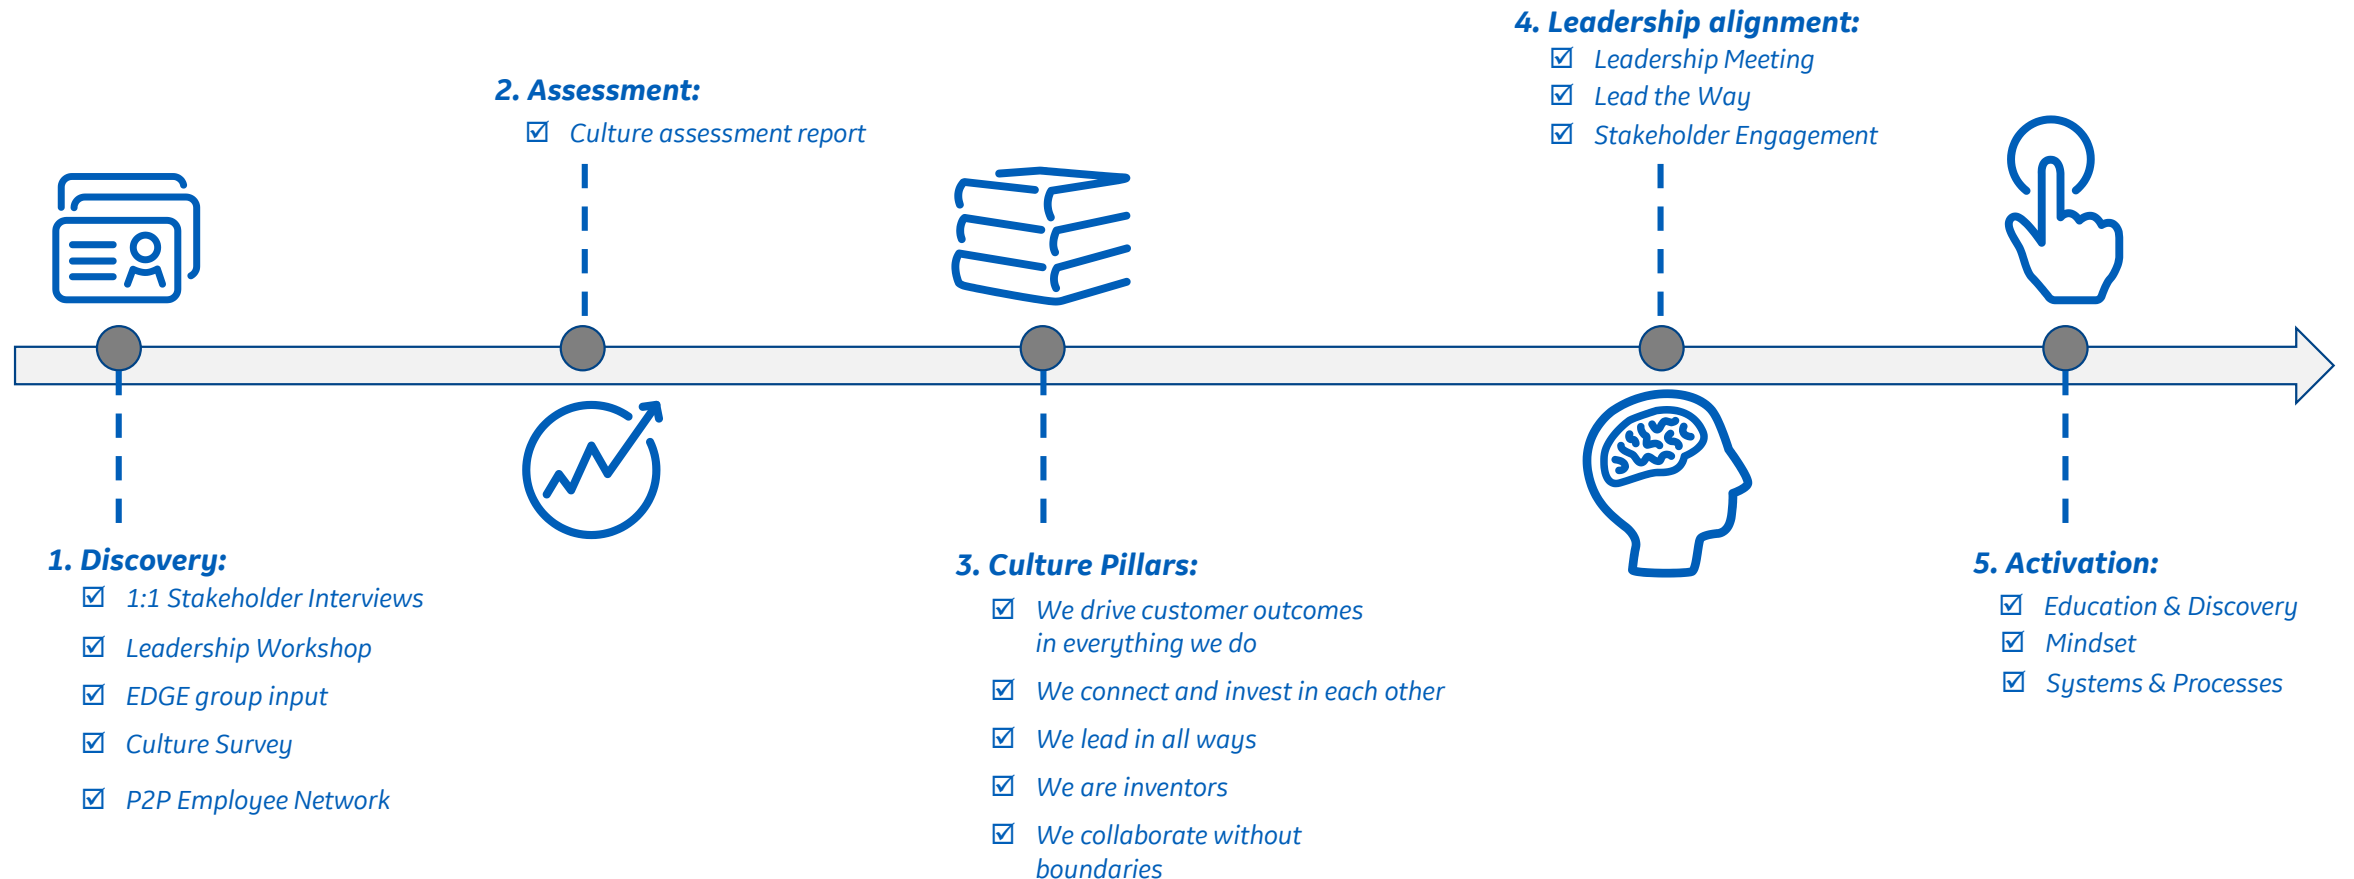 1. Discovery:
1:1 Stakeholder Interviews
Leadership Workshop
EDGE group input
Culture Survey
P2P Employee Network
2. Assessment:
Culture assessment report
3. Culture Pillars:
We drive customer outcomes
in everything we do
We connect and invest in each other
We lead in all ways
We are inventors
We collaborate without
boundaries
4. Leadership alignment:
Leadership Meeting
Lead the Way
Stakeholder Engagement
5. Activation:
Education & Discovery
Mindset
Systems & Processes